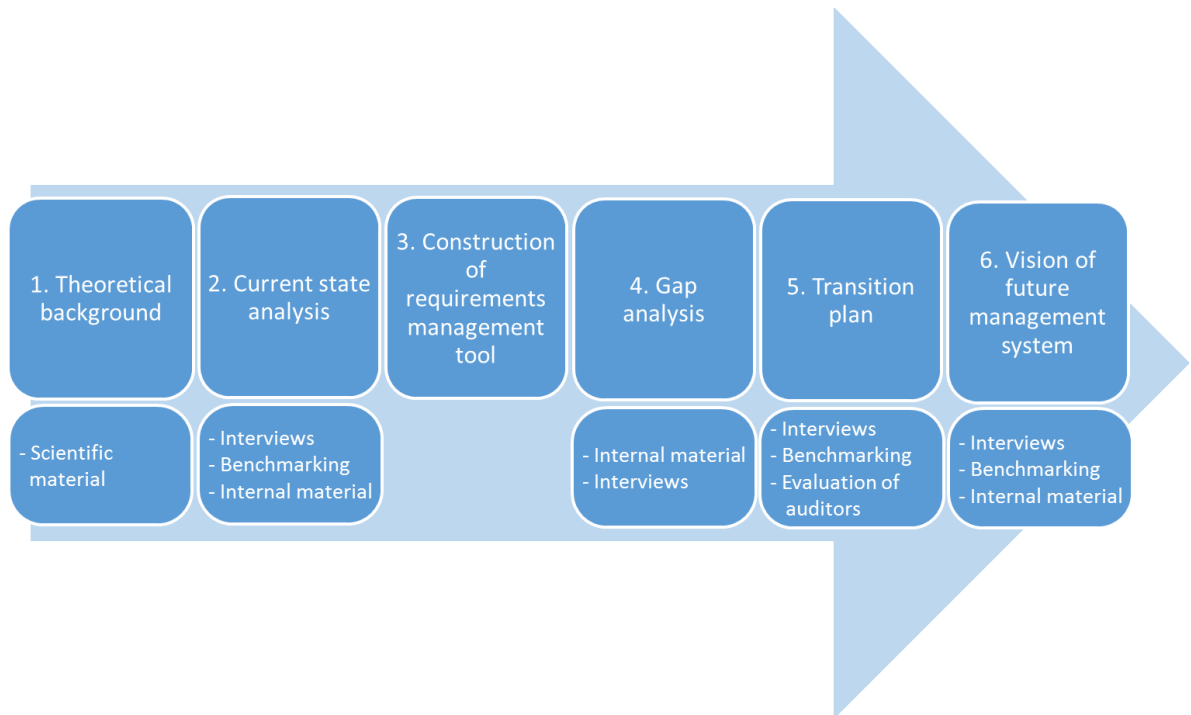 1. Theoretical
background
2. Current state
analysis
3. Construction
of
requirements
management
tool
4. Gap
analysis
5. Transition
plan
6. Vision of
future
management
system
- Scientific
material
- Interviews
- Benchmarking
- Internal material
- Internal material
- Interviews
- Interviews
- Benchmarking
- Evaluation of
auditors
- Interviews
- Benchmarking
- Internal material